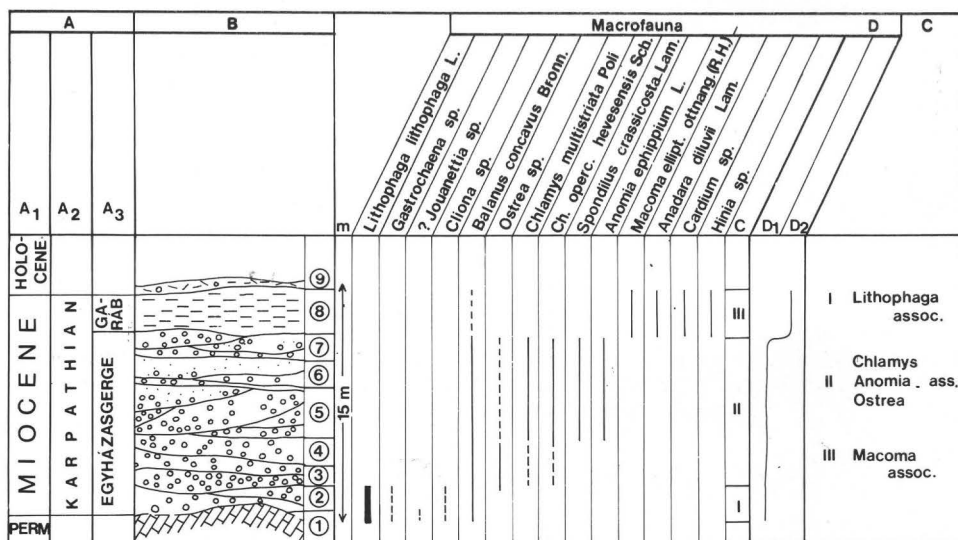 A B Macrofauna D C
A1 A2 A3 m
Lithophaga lithophaga L.
Gastrochaena sp.
? Jouanettia sp.
Cliona sp.
Balanus concavus Bronn.
Ostrea sp.
Chlamys multistriata Poli
Ch. operc. hevesensis Sch.
Spondilus crassicosta Lam.
Anomia ephippium L.
Macoma ellipt. ottnang.(R.H.)
Anadara diluvii Lam.
Cardium sp.
Hinia sp.
C D1 D2
HOLO-
CENE
MIOCENE
PERM
KARPATHIAN
GA-
RÁB
EGYHÁZASGERGE
9
8
7
6
5
4
3
2
1
15 m
III
II
I
I Lithophaga
assoc.
Chlamys
II Anomia . ass.
Ostrea
III Macoma
assoc.